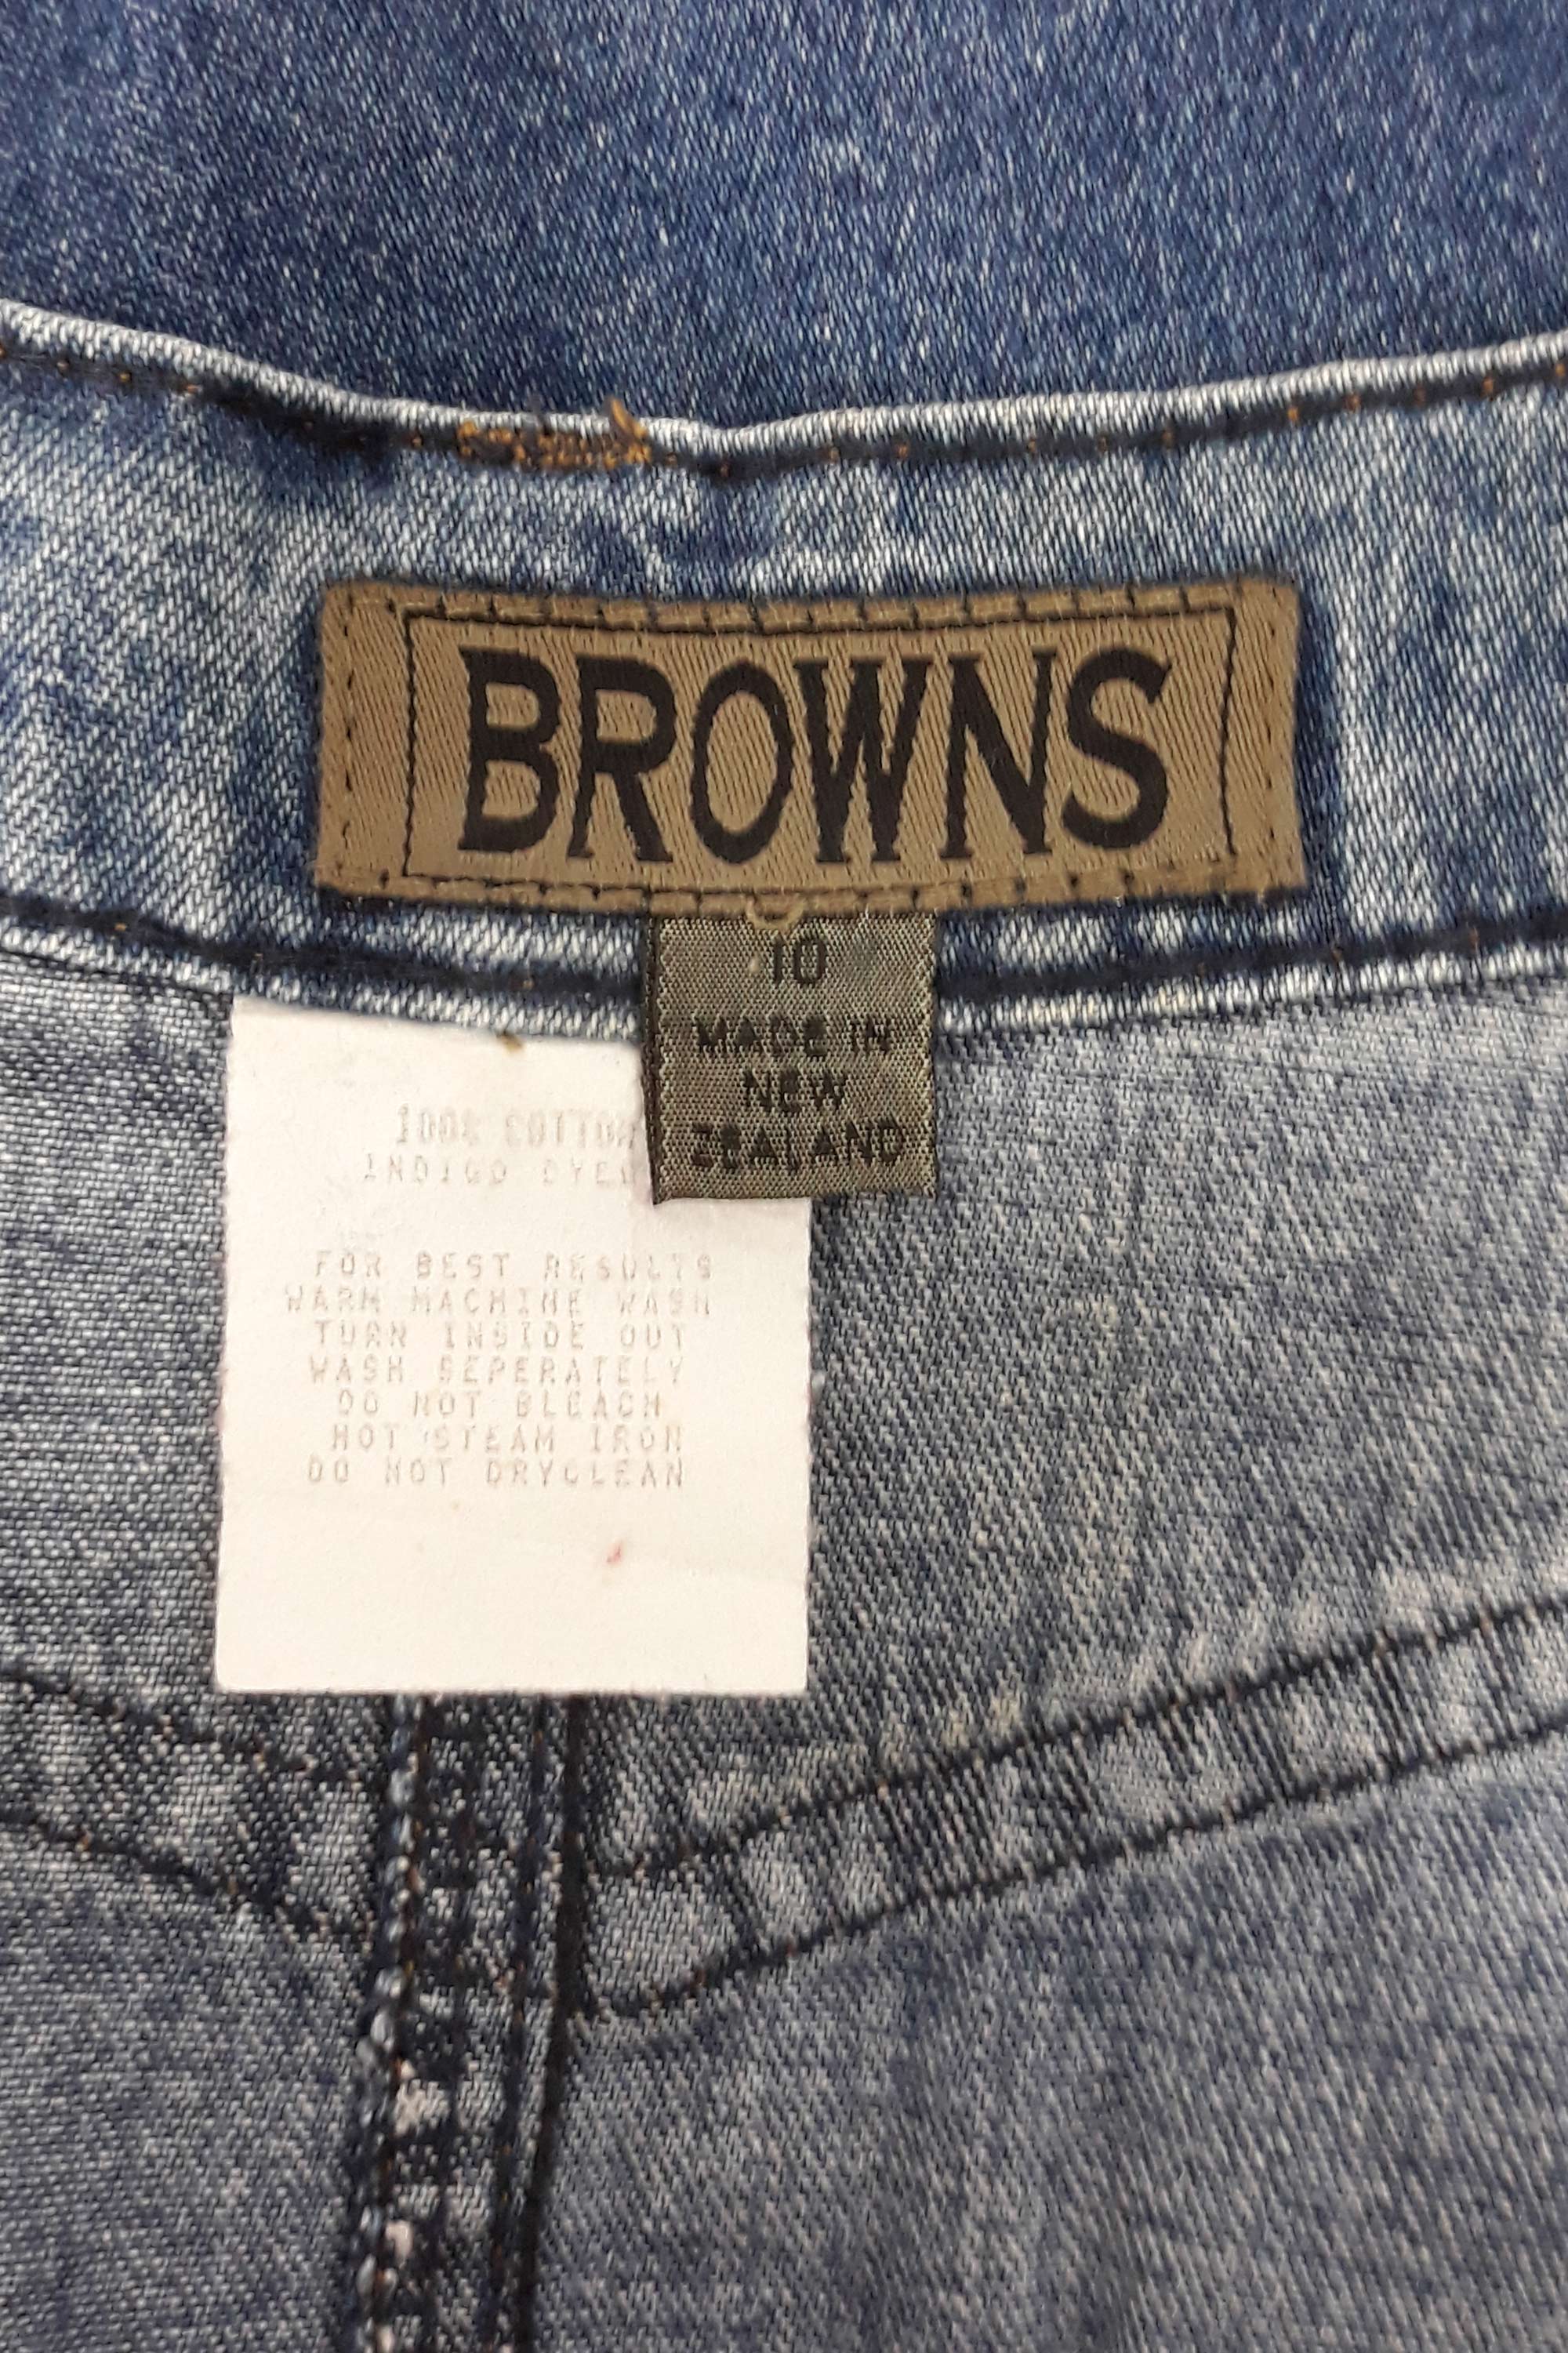 BROWNS
10
MADE IN
NEW
ZEALAND
100% COTTON
INDIGO DYED
FOR BEST RESULTS
WARM MACHINE WASH
TURN INSIDE OUT
WASH SEPERATELY
DO NOT BLEACH
HOT STEAM IRON
DO NOT DRYCLEAN